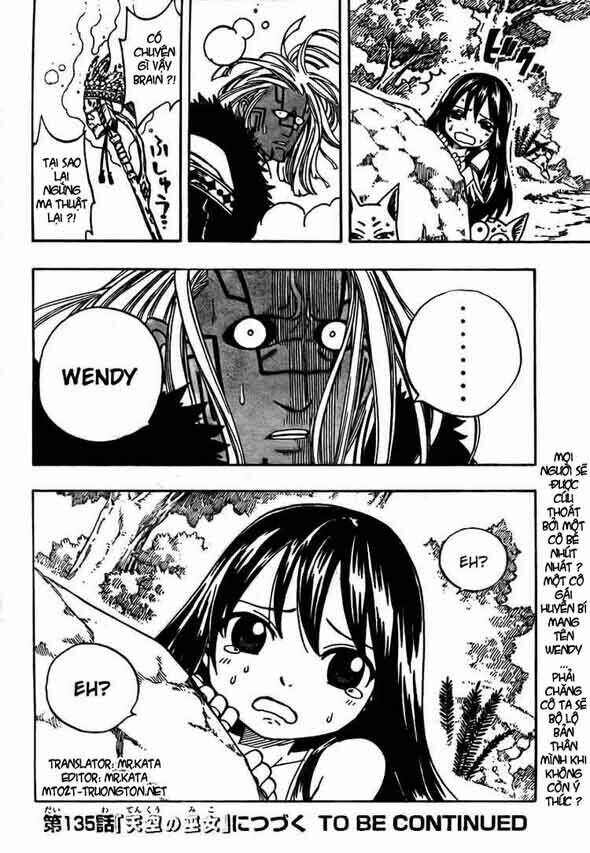 ビクッ
CÓ
CHUYỆN
GÌ VẬY
BRAIN ?!
TẠI SAO
LẠI
NGỪNG
MA THUẬT
LẠI ?!
ふしゅう
........
WENDY
EH?
EH?
MỌI
NGƯỜI SẼ
ĐƯỢC
CỨU
THOÁT
BỞI MỘT
CÔ BÉ
NHÚT
NHÁT ?
MỘT CÔ
GÁI
HUYỀN BÍ
MANG
TÊN
WENDY
...
PHẢI
CHĂNG
CÔ TA SẼ
BỘ LỘ
BẢN
THÂN
MÌNH KHI
KHÔNG
CÒN Ý
THỨC ?
TRANSLATOR: MR.KATA
EDITOR: MR.KATA
MTO2T-TRUONGTON.NET
第135話『天空の巫女』につづく TO BE CONTINUED